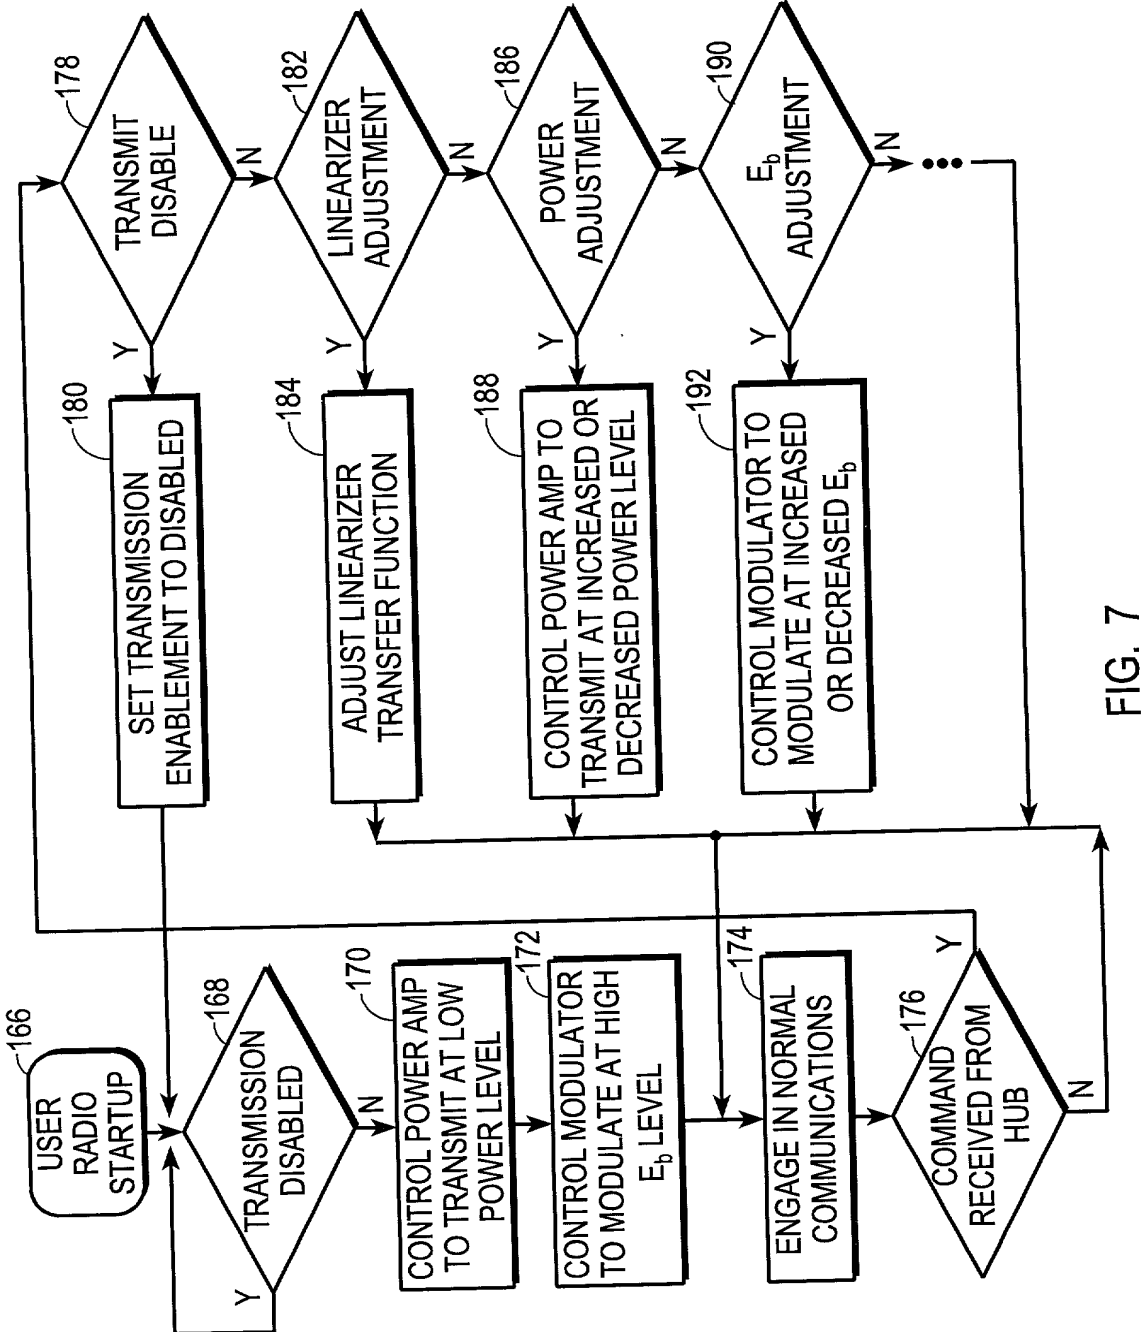 166
USER
RADIO
STARTUP
168
TRANSMISSION
DISABLED
Y
N
170
CONTROL POWER AMP
TO TRANSMIT AT LOW
POWER LEVEL
172
CONTROL MODULATOR
TO MODULATE AT HIGH
E_b LEVEL
174
ENGAGE IN NORMAL
COMMUNICATIONS
176
COMMAND
RECEIVED FROM
HUB
Y
N
178
TRANSMIT
DISABLE
Y
N
180
SET TRANSMISSION
ENABLEMENT TO DISABLED
182
LINEARIZER
ADJUSTMENT
Y
N
184
ADJUST LINEARIZER
TRANSFER FUNCTION
186
POWER
ADJUSTMENT
Y
N
188
CONTROL POWER AMP TO
TRANSMIT AT INCREASED OR
DECREASED POWER LEVEL
190
E_b
ADJUSTMENT
Y
N
192
CONTROL MODULATOR TO
MODULATE AT INCREASED
OR DECREASED E_b
FIG. 7